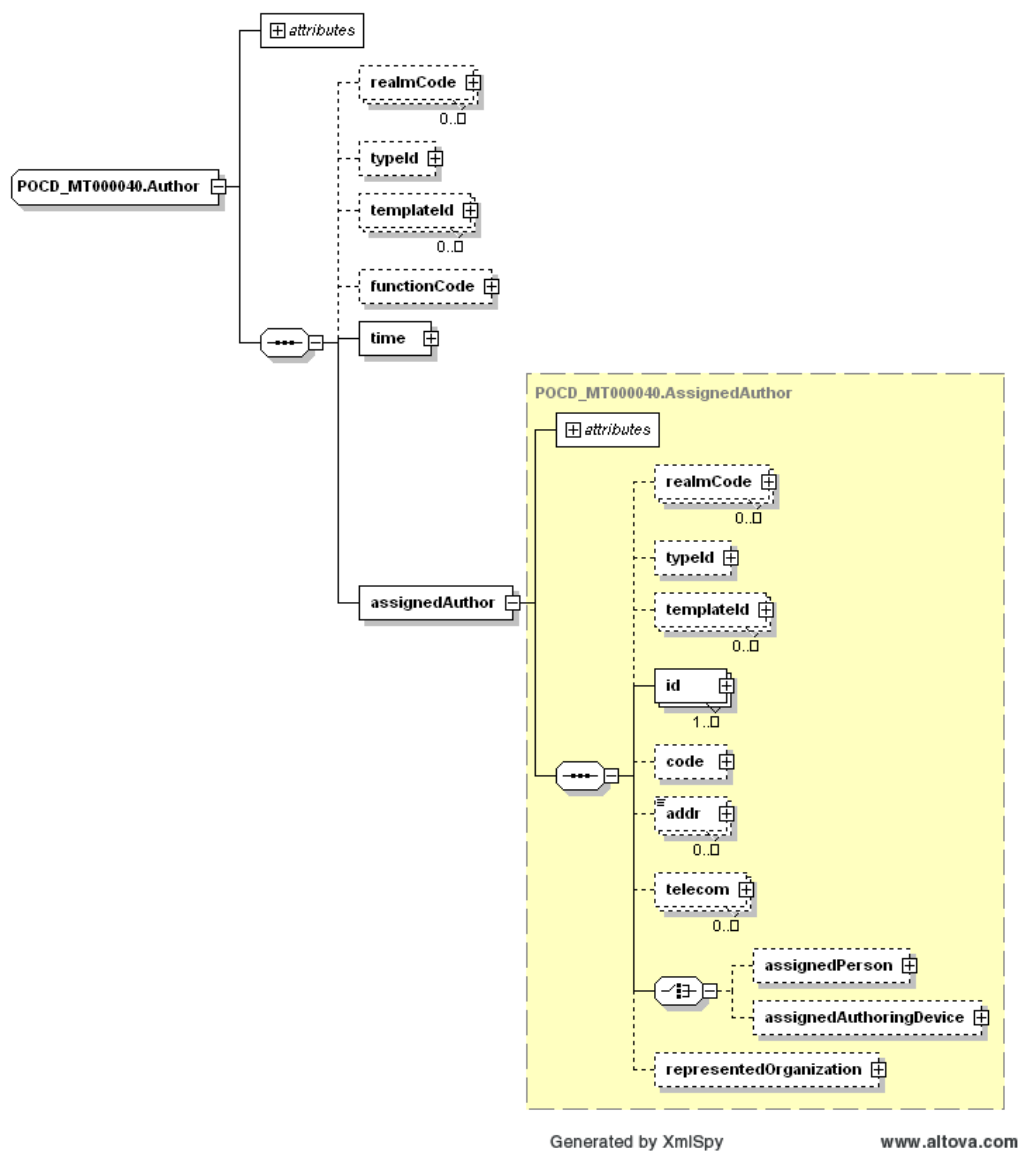 attributes
realmCode
0..▯
typeId
POCD_MT000040.Author
templateId
0..▯
functionCode
time
POCD_MT000040.AssignedAuthor
attributes
realmCode
0..▯
typeId
assignedAuthor
templateId
0..▯
id
1..▯
code
addr
0..▯
telecom
0..▯
assignedPerson
assignedAuthoringDevice
representedOrganization
Generated by XmlSpy
www.altova.com